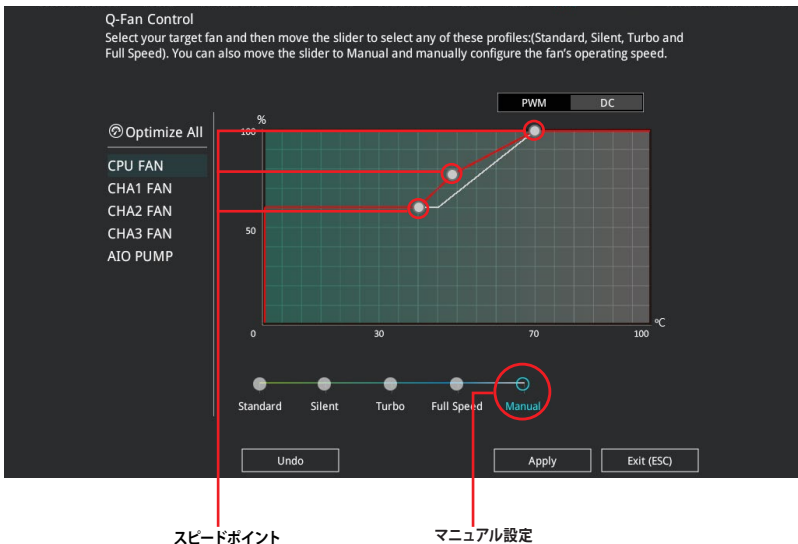 Q-Fan Control
Select your target fan and then move the slider to select any of these profiles:(Standard, Silent, Turbo and
Full Speed). You can also move the slider to Manual and manually configure the fan's operating speed.
PWM DC
Optimize All
CPU FAN
CHA1 FAN
CHA2 FAN
CHA3 FAN
AIO PUMP
%
100
50
0 30 70 100 ºC
Standard Silent Turbo Full Speed Manual
Undo Apply Exit (ESC)
スピードポイント マニュアル設定